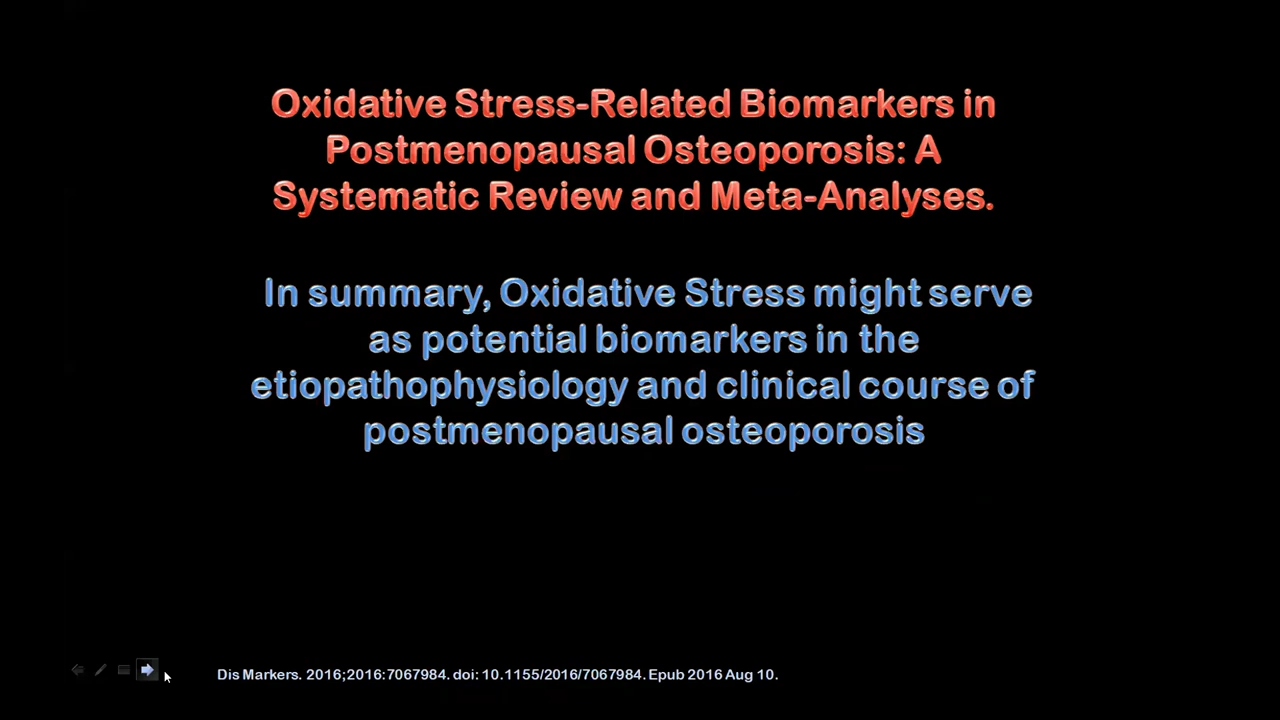 Oxidative Stress-Related Biomarkers in
Postmenopausal Osteoporosis: A
Systematic Review and Meta-Analyses.
In summary, Oxidative Stress might serve
as potential biomarkers in the
etiopathophysiology and clinical course of
postmenopausal osteoporosis
Dis Markers. 2016;2016:7067984. doi: 10.1155/2016/7067984. Epub 2016 Aug 10.